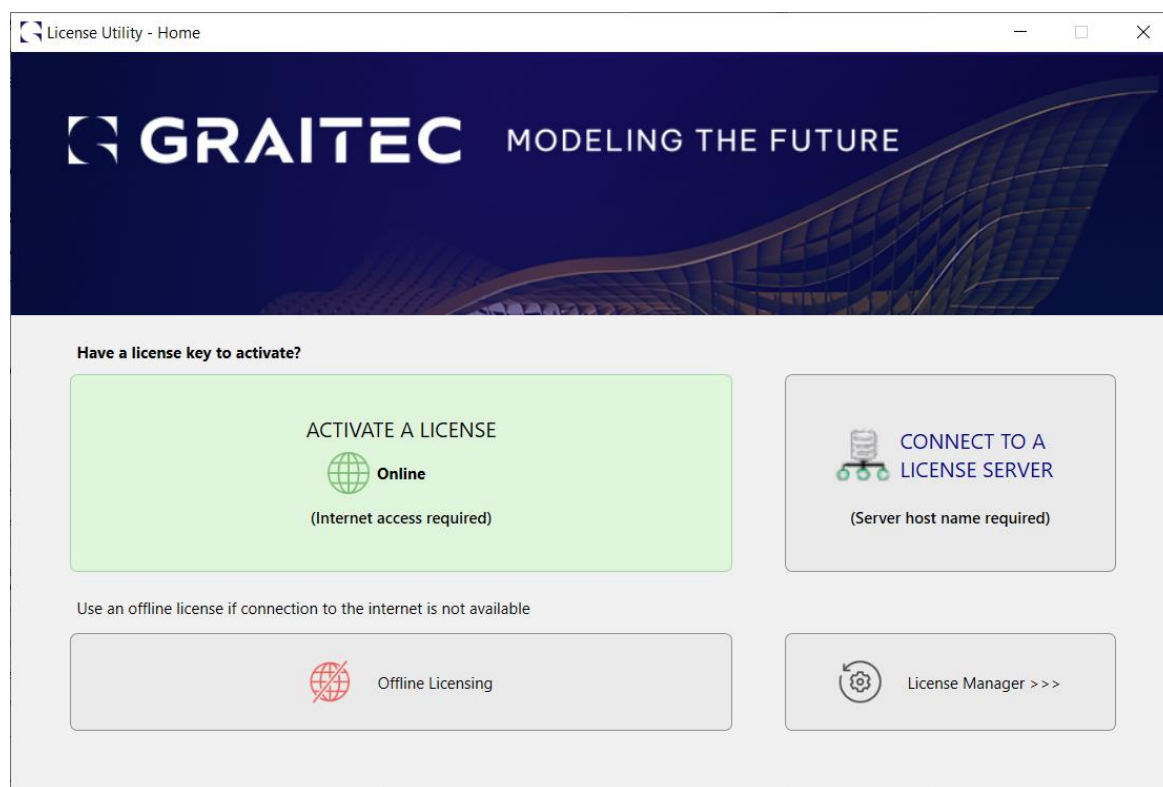 License Utility - Home
GRAITEC MODELING THE FUTURE
Have a license key to activate?
ACTIVATE A LICENSE
Online
(Internet access required)
CONNECT TO A
LICENSE SERVER
(Server host name required)
Use an offline license if connection to the internet is not available
Offline Licensing
License Manager >>>